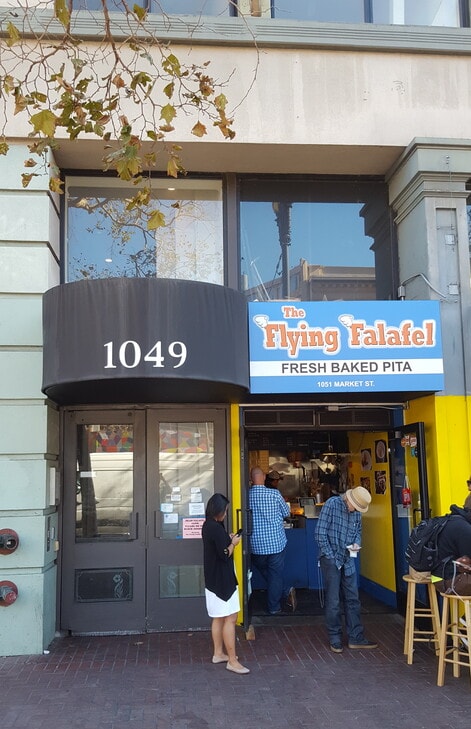 1049
The
Flying Falafel
FRESH BAKED PITA
1051 MARKET ST.